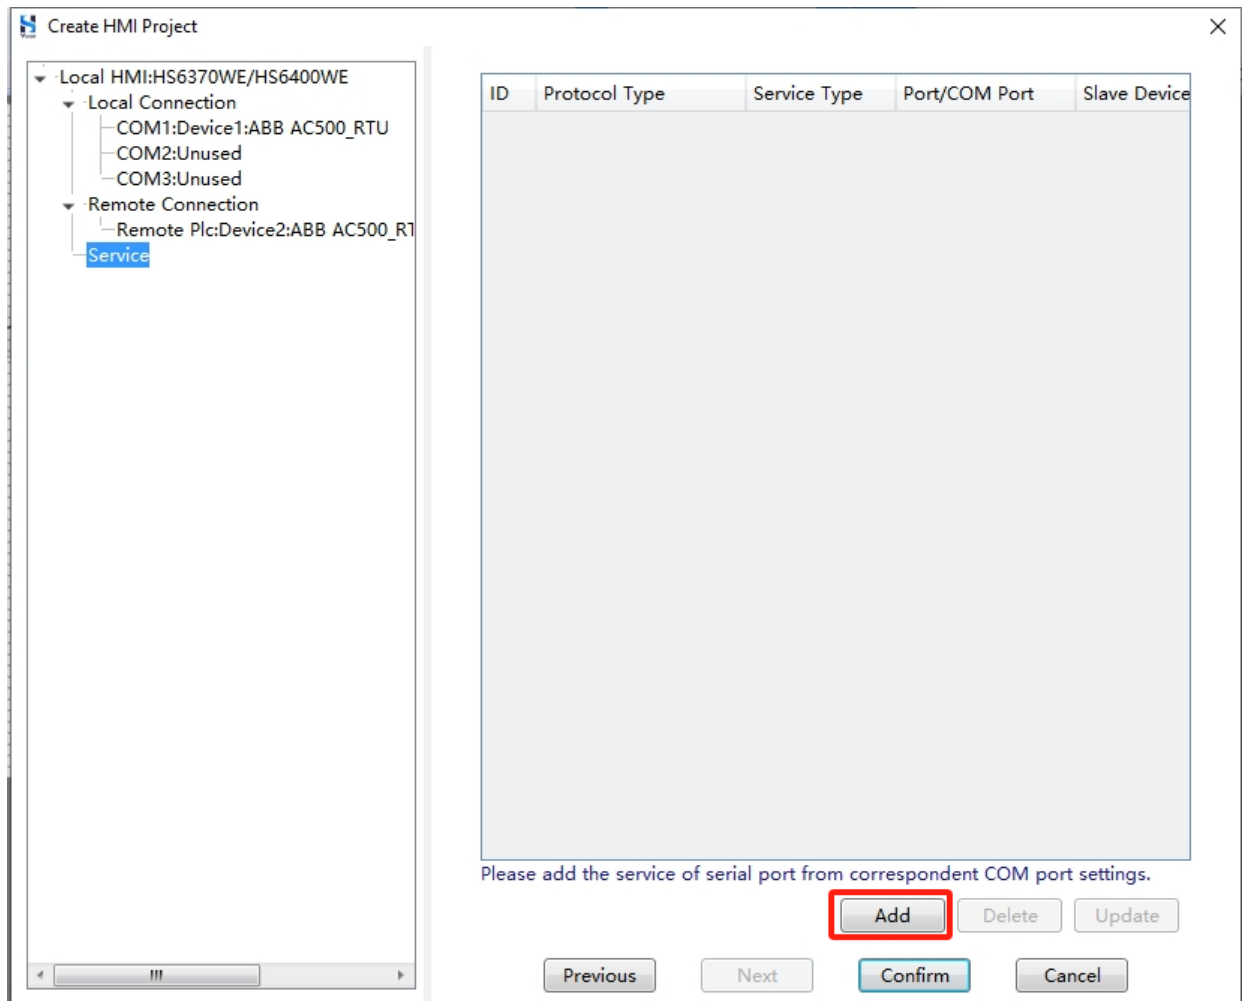 Create HMI Project
Local HMI:HS6370WE/HS6400WE
Local Connection
COM1:Device1:ABB AC500_RTU
COM2:Unused
COM3:Unused
Remote Connection
Remote Plc:Device2:ABB AC500_RT
Service
ID Protocol Type Service Type Port/COM Port Slave Device
Please add the service of serial port from correspondent COM port settings.
Add Delete Update
Previous Next Confirm Cancel